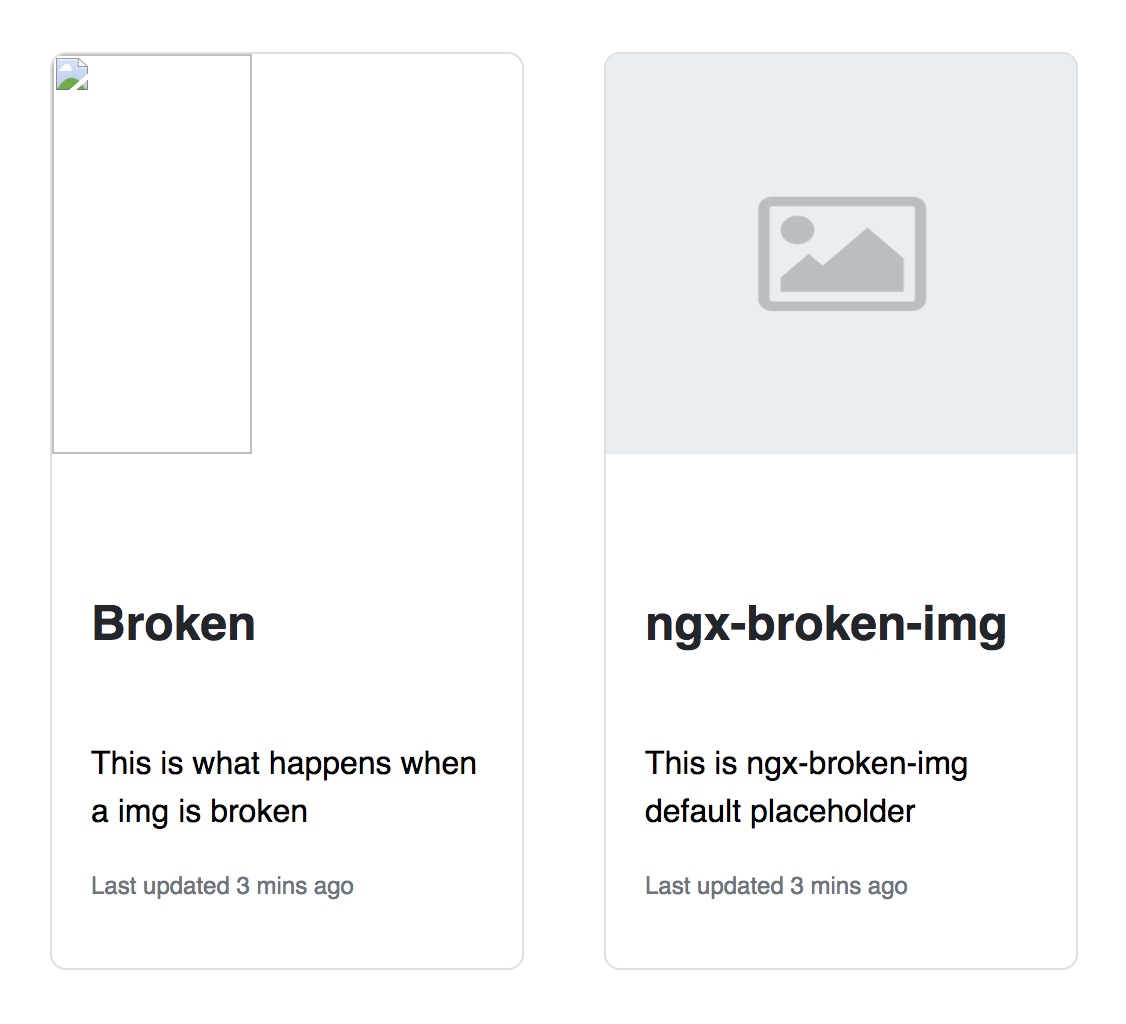 Broken
This is what happens when
a img is broken
Last updated 3 mins ago
ngx-broken-img
This is ngx-broken-img
default placeholder
Last updated 3 mins ago